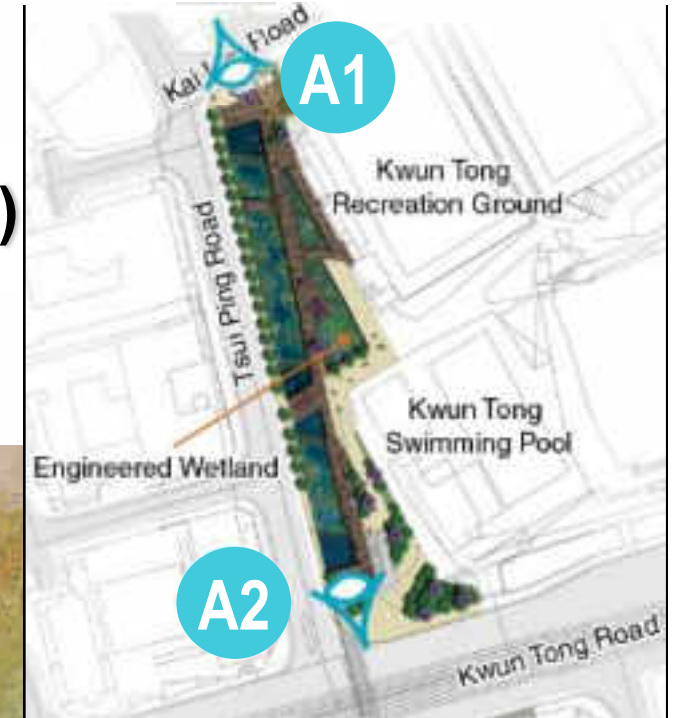 Kai
Road
A1
)
Kwun Tong
Recreation Ground
Tsui Ping Road
Kwun Tong
Swimming Pool
Engineered Wetland
A2
Kwun Tong Road